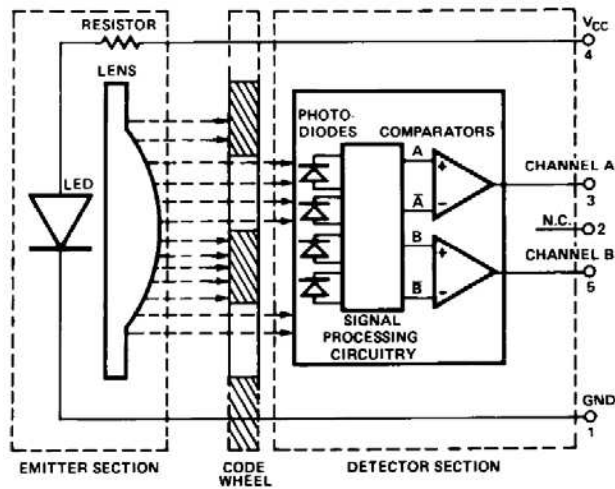 RESISTOR
VCC
4
LENS
PHOTO-
DIODES
COMPARATORS
A
+
CHANNEL A
3
LED
Ā
−
N.C.
2
B
+
CHANNEL B
5
B̄
−
SIGNAL
PROCESSING
CIRCUITRY
GND
1
EMITTER SECTION
CODE
WHEEL
DETECTOR SECTION